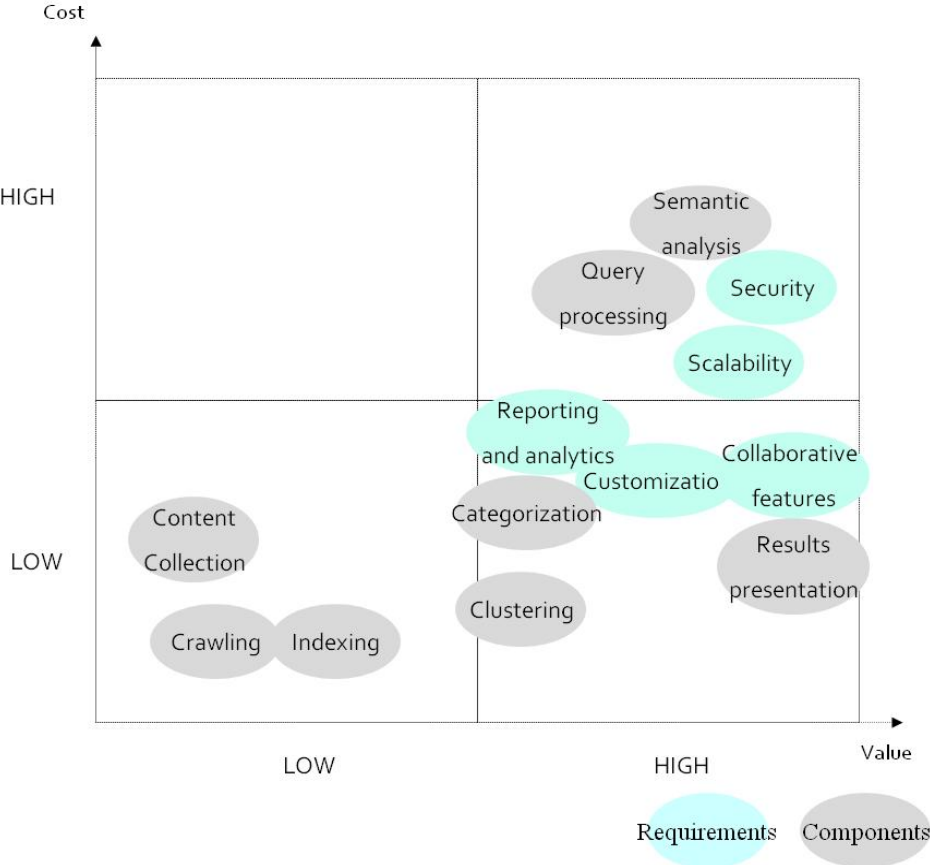 Cost
HIGH
Semantic
analysis
Query
processing
Security
Scalability
Reporting
and analytics
Customizatio
Collaborative
features
Categorization
Content
Collection
Results
presentation
LOW
Clustering
Crawling
Indexing
Value
LOW
HIGH
Requirements
Components